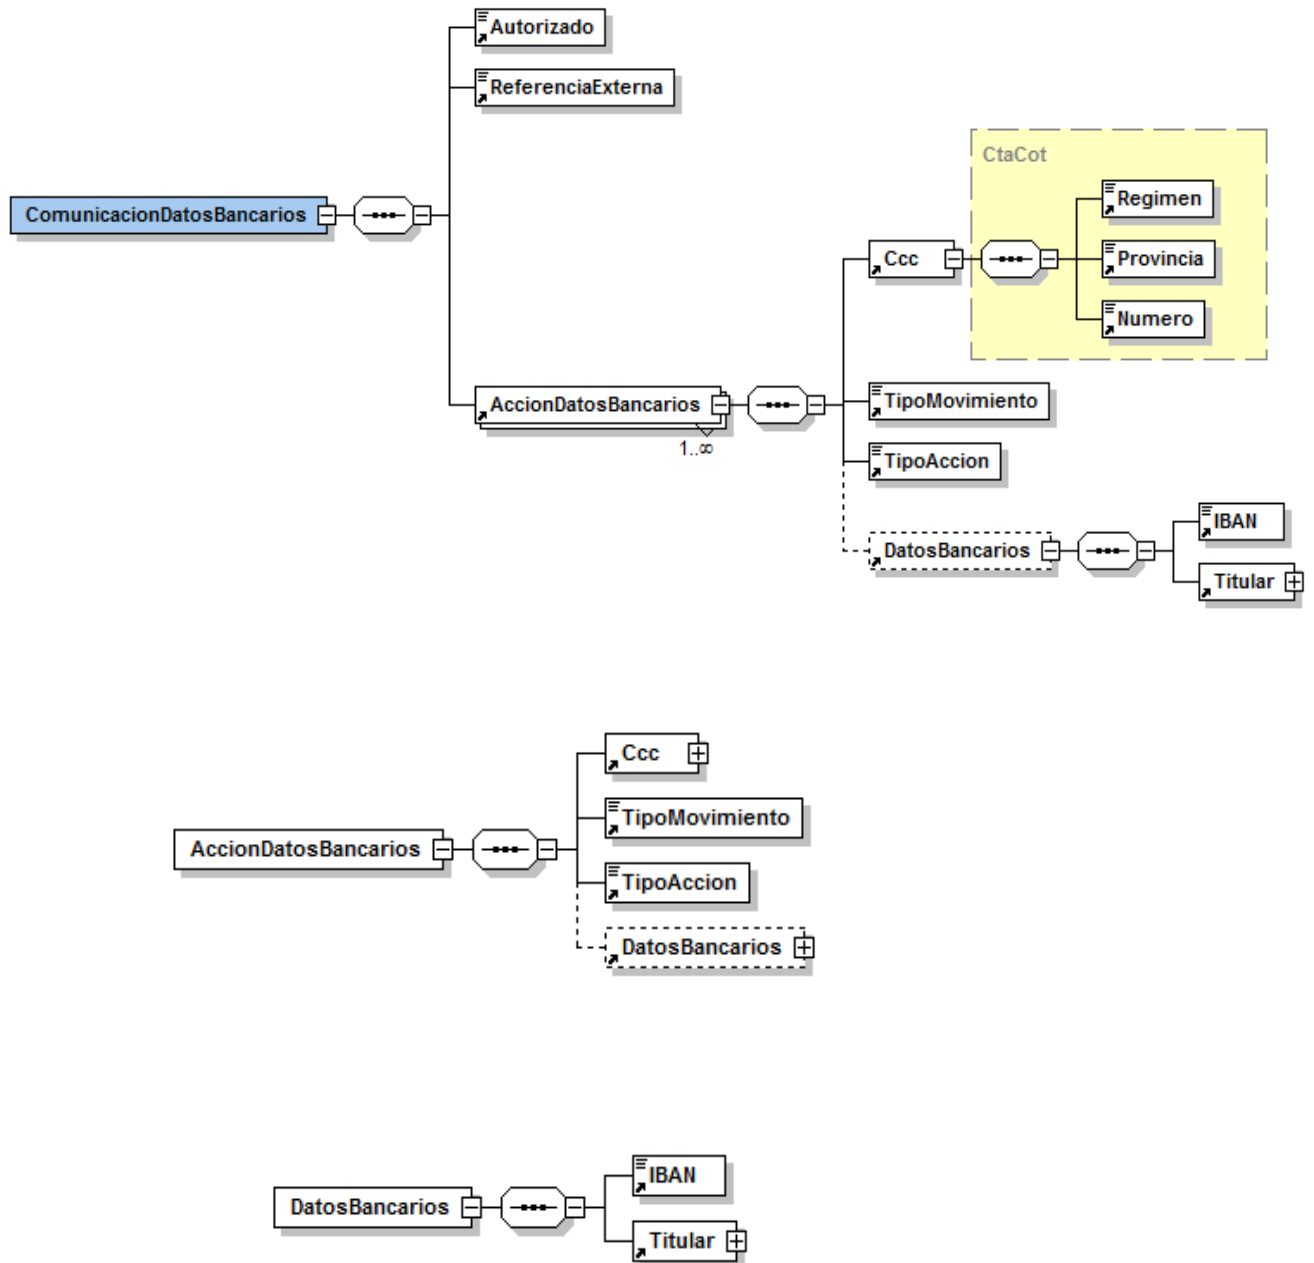 Autorizado
ReferenciaExterna
CtaCot
Regimen
ComunicacionDatosBancarios
Ccc
Provincia
Numero
AccionDatosBancarios
1..∞
TipoMovimiento
TipoAccion
DatosBancarios
IBAN
Titular
Ccc
TipoMovimiento
AccionDatosBancarios
TipoAccion
DatosBancarios
IBAN
DatosBancarios
Titular